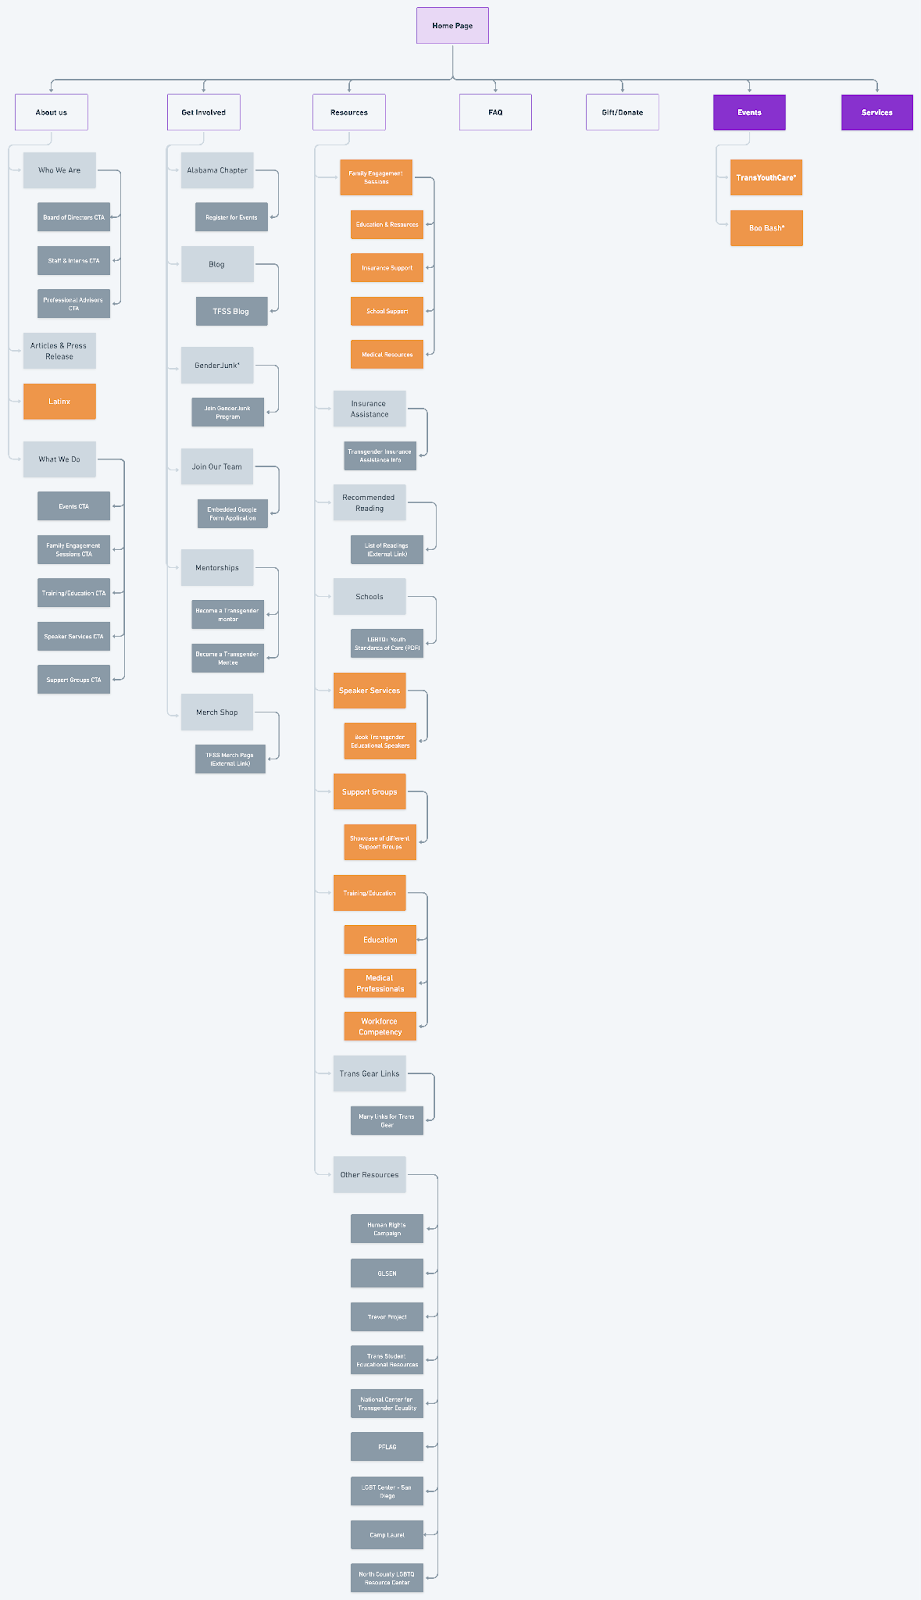 Home Page
About us
Get Involved
Resources
FAQ
Gift/Donate
Events
Services
Who We Are
Board of Directors CTA
Staff & Interns CTA
Professional Advisors
CTA
Articles & Press
Release
Latinx
What We Do
Events CTA
Family Engagement
Sessions CTA
Training/Education CTA
Speaker Services CTA
Support Groups CTA
Alabama Chapter
Register for Events
Blog
TFSS Blog
GenderJunk*
Join GenderJunk
Program
Join Our Team
Embedded Google
Form Application
Mentorships
Become a Transgender
mentor
Become a Transgender
Mentee
Merch Shop
TFSS Merch Page
(External Link)
Family Engagement
Sessions
Education & Resources
Insurance Support
School Support
Medical Resources
Insurance
Assistance
Transgender Insurance
Assistance Info
Recommended
Reading
List of Readings
(External Link)
Schools
LGBTQ+ Youth
Standards of Care (PDF)
Speaker Services
Book Transgender
Educational Speakers
Support Groups
Showcase of different
Support Groups
Training/Education
Education
Medical
Professionals
Workforce
Competency
Trans Gear Links
Many links for Trans
Gear
Other Resources
Human Rights
Campaign
GLSEN
Trevor Project
Trans Student
Educational Resources
National Center for
Transgender Equality
PFLAG
LGBT Center - San
Diego
Camp Laurel
North County LGBTQ
Resource Center
TransYouthCare*
Boo Bash*